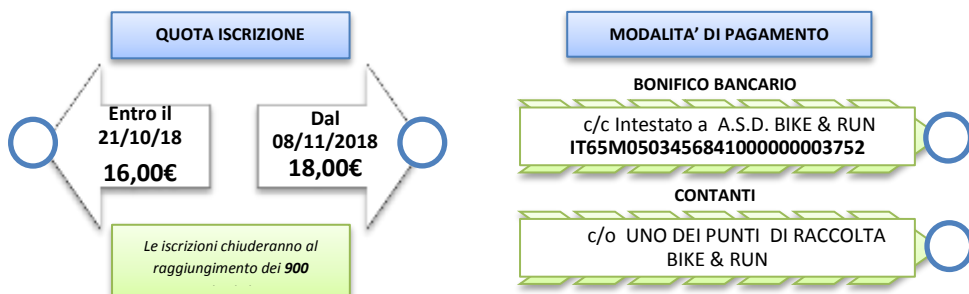 QUOTA ISCRIZIONE
Entro il
21/10/18
16,00€
Dal
08/11/2018
18,00€
Le iscrizioni chiuderanno al
raggiungimento dei 900
MODALITA’ DI PAGAMENTO
BONIFICO BANCARIO
c/c Intestato a A.S.D. BIKE & RUN
IT65M0503456841000000003752
CONTANTI
c/o UNO DEI PUNTI DI RACCOLTA
BIKE & RUN